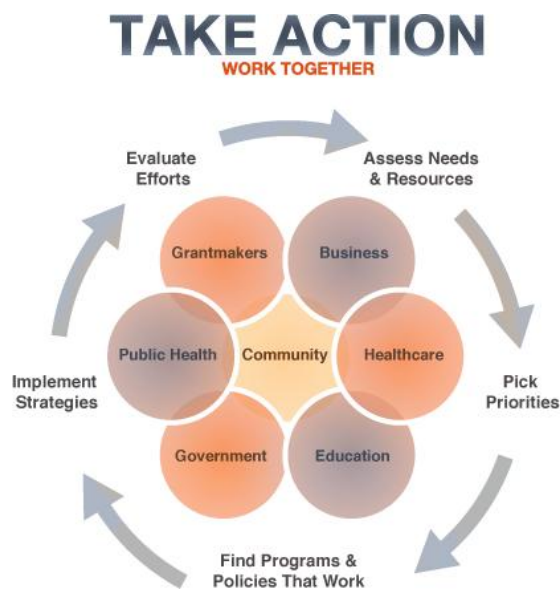 TAKE ACTION
WORK TOGETHER
Evaluate
Efforts
Assess Needs
& Resources
Grantmakers
Business
Public Health
Community
Healthcare
Implement
Strategies
Pick
Priorities
Government
Education
Find Programs &
Policies That Work